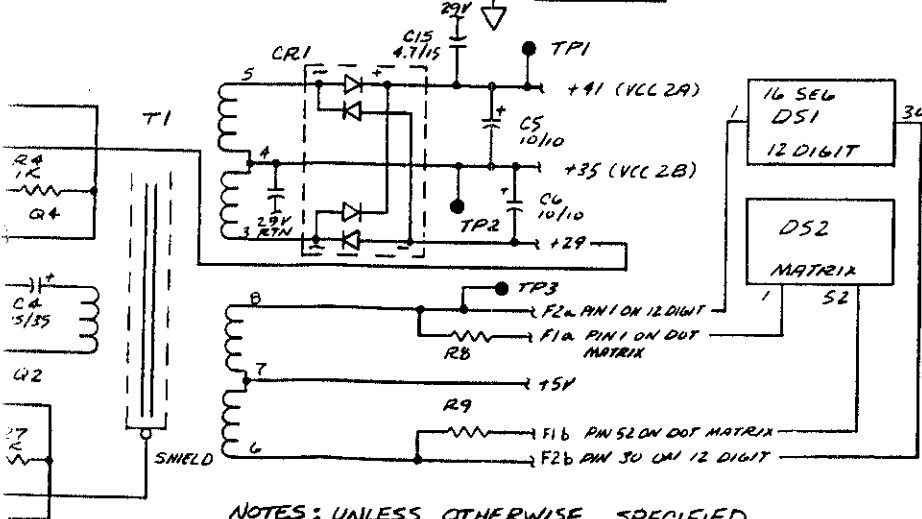 29V
C15
4.7/15
TP1
CR1
5
~
+
+41 (VCC 2A)
T1
C5
10/10
+
4
+35 (VCC 2B)
R4
1K
Q4
29V
RTN
C6
10/10
+
TP2
3
~
+29
16 SEG
DS1
12 DIGIT
1
DS2
MATRIX
1
52
C4
+
Q2
8
TP3
F2a PIN 1 ON 12 DIGIT
F1a PIN 1 ON DOT
MATRIX
R8
7
+5V
R9
F1b PIN 52 ON DOT MATRIX
F2b PIN 30 ON 12 DIGIT
6
SHIELD
NOTES: UNLESS OTHERWISE SPECIFIED